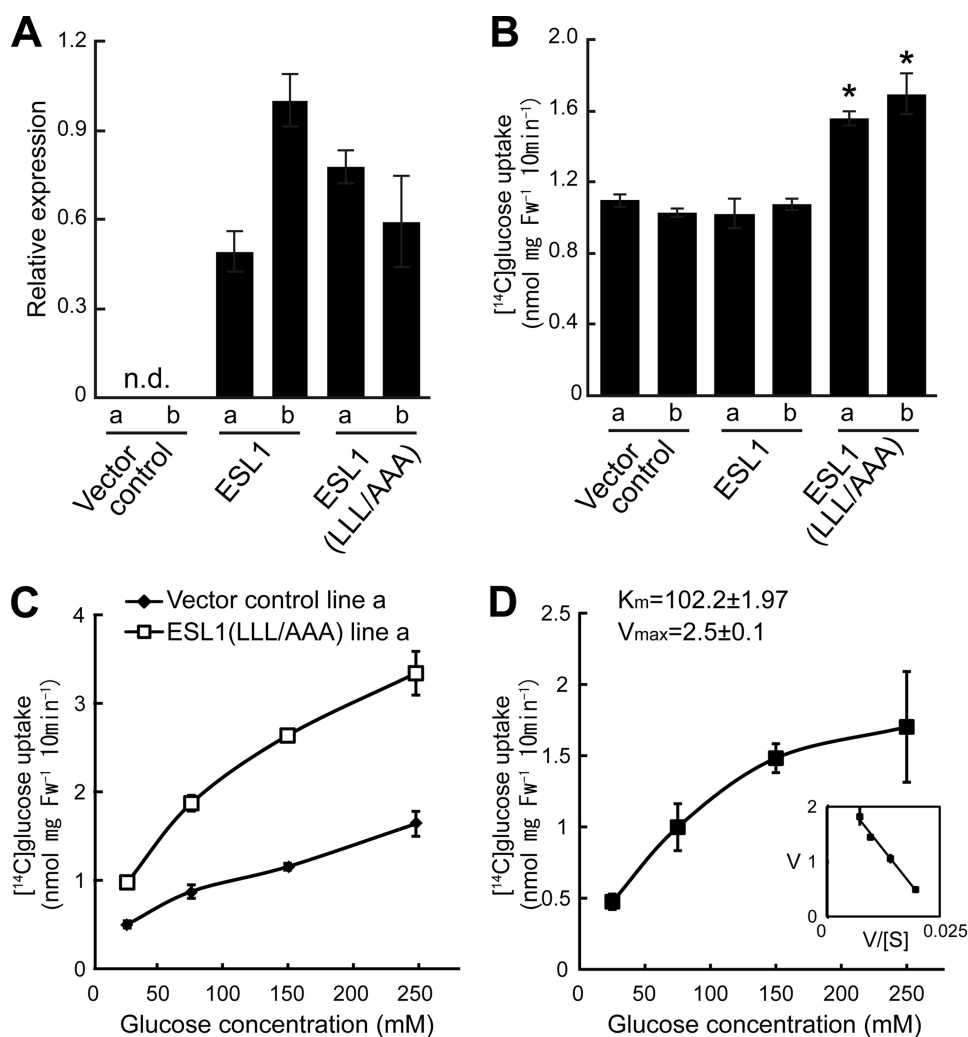 A
Relative expression
1.2
0.9
0.6
0.3
0
n.d.
a b a b a b
Vector
control
ESL1
ESL1
(LLL/AAA)
B
[¹⁴C]glucose uptake
(nmol mg Fw⁻¹ 10min⁻¹)
2.0
1.6
1.2
0.8
0.4
0
* *
a b a b a b
Vector
control
ESL1
ESL1
(LLL/AAA)
C
Vector control line a
ESL1(LLL/AAA) line a
[¹⁴C]glucose uptake
(nmol mg Fw⁻¹ 10min⁻¹)
4
3
2
1
0
0 50 100 150 200 250
Glucose concentration (mM)
D
Km=102.2±1.97
Vmax=2.5±0.1
[¹⁴C]glucose uptake
(nmol mg Fw⁻¹ 10min⁻¹)
2.5
2
1.5
1
0.5
0
0 50 100 150 200 250
Glucose concentration (mM)
2
V 1
0
0 V/[S] 0.025